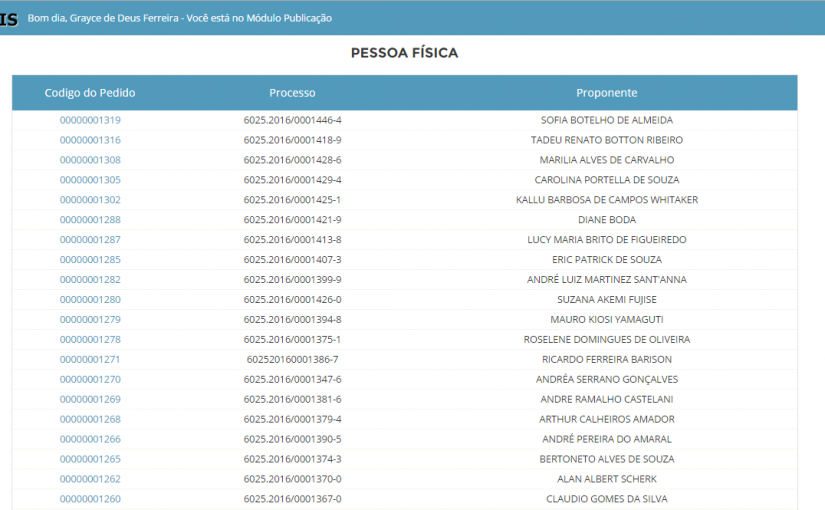 IS Bom dia, Grayce de Deus Ferreira - Você está no Módulo Publicação
PESSOA FÍSICA
Codigo do Pedido Processo Proponente
00000001319 6025.2016/0001446-4 SOFIA BOTELHO DE ALMEIDA
00000001316 6025.2016/0001418-9 TADEU RENATO BOTTON RIBEIRO
00000001308 6025.2016/0001428-6 MARILIA ALVES DE CARVALHO
00000001305 6025.2016/0001429-4 CAROLINA PORTELLA DE SOUZA
00000001302 6025.2016/0001425-1 KALLU BARBOSA DE CAMPOS WHITAKER
00000001288 6025.2016/0001421-9 DIANE BODA
00000001287 6025.2016/0001413-8 LUCY MARIA BRITO DE FIGUEIREDO
00000001285 6025.2016/0001407-3 ERIC PATRICK DE SOUZA
00000001282 6025.2016/0001399-9 ANDRÉ LUIZ MARTINEZ SANT'ANNA
00000001280 6025.2016/0001426-0 SUZANA AKEMI FUJISE
00000001279 6025.2016/0001394-8 MAURO KIOSI YAMAGUTI
00000001278 6025.2016/0001375-1 ROSELENE DOMINGUES DE OLIVEIRA
00000001271 602520160001386-7 RICARDO FERREIRA BARISON
00000001270 6025.2016/0001347-6 ANDRÉA SERRANO GONÇALVES
00000001269 6025.2016/0001381-6 ANDRE RAMALHO CASTELANI
00000001268 6025.2016/0001379-4 ARTHUR CALHEIROS AMADOR
00000001266 6025.2016/0001390-5 ANDRÉ PEREIRA DO AMARAL
00000001265 6025.2016/0001374-3 BERTONETO ALVES DE SOUZA
00000001262 6025.2016/0001370-0 ALAN ALBERT SCHERK
00000001260 6025.2016/0001367-0 CLAUDIO GOMES DA SILVA